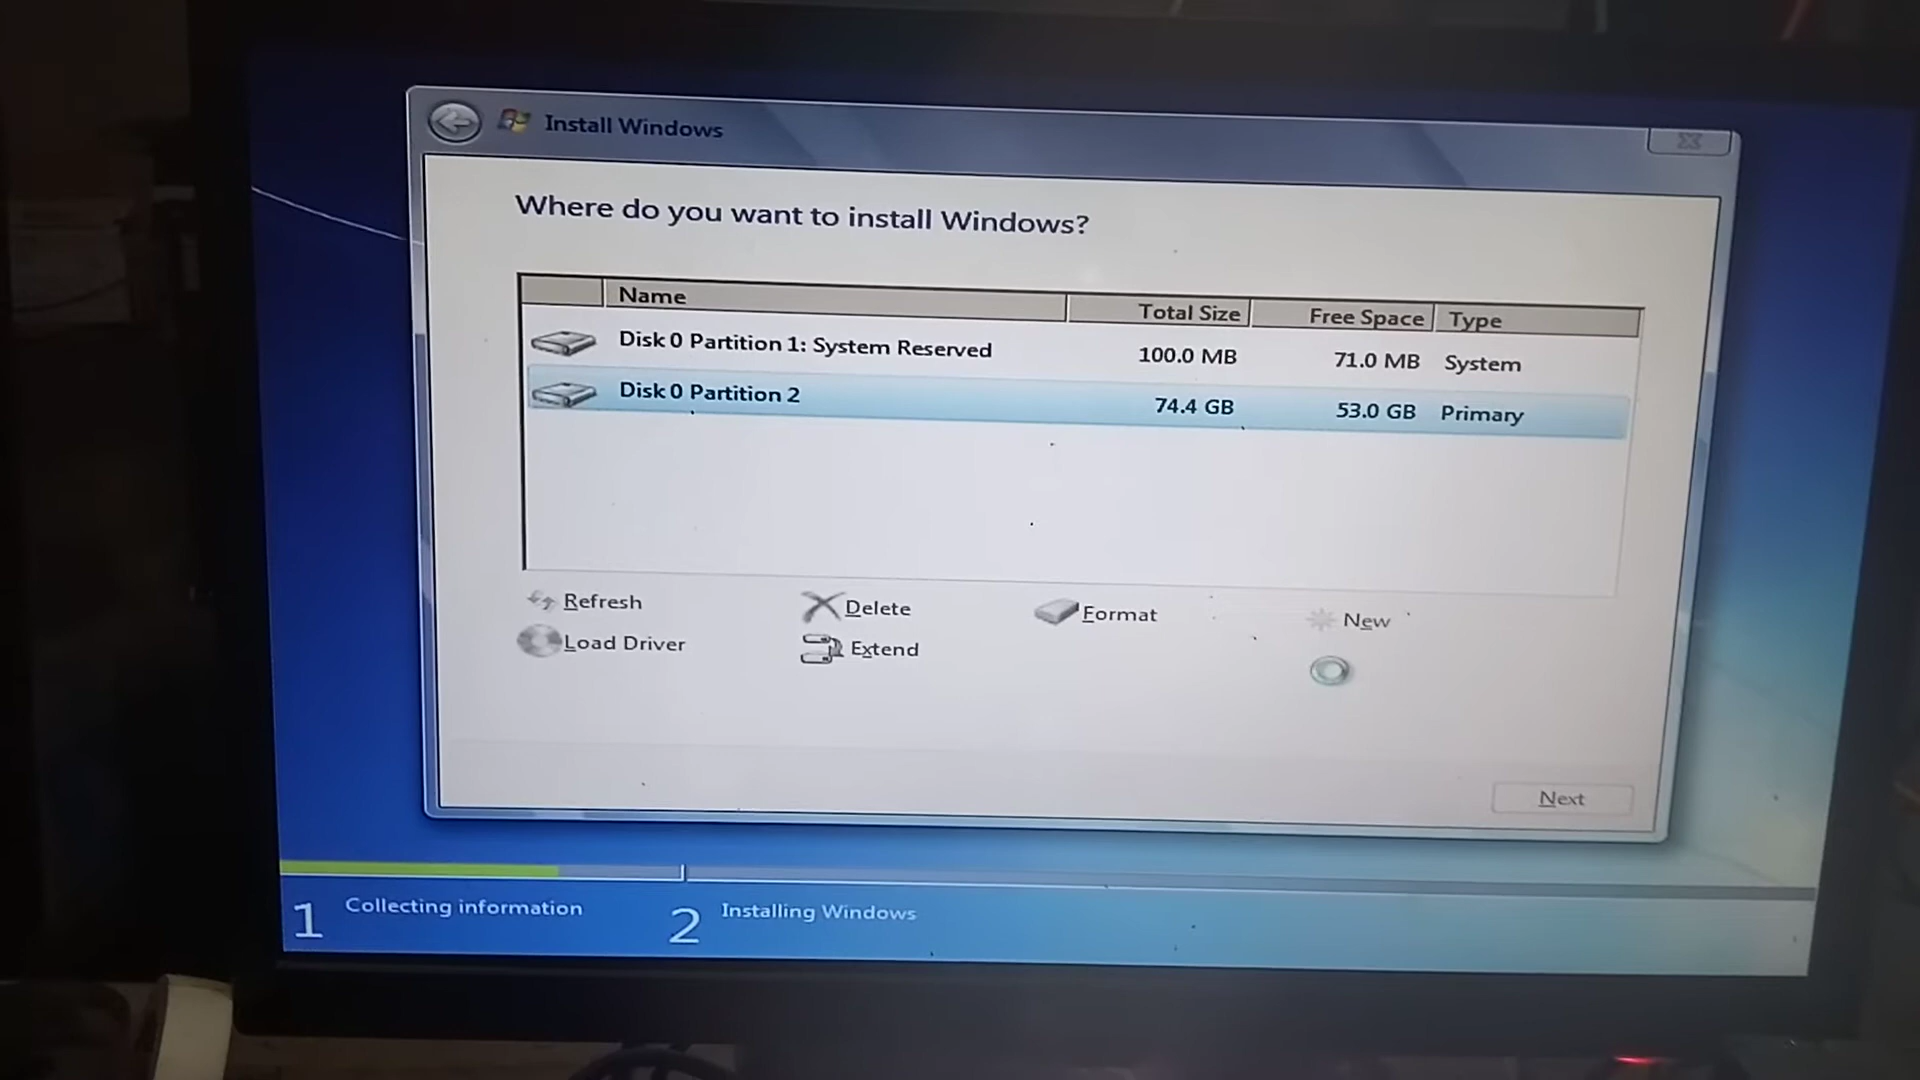 Install Windows
Where do you want to install Windows?
Name Total Size Free Space Type
Disk 0 Partition 1: System Reserved 100.0 MB 71.0 MB System
Disk 0 Partition 2 74.4 GB 53.0 GB Primary
Refresh Delete Format New
Load Driver Extend
Next
1 Collecting information 2 Installing Windows